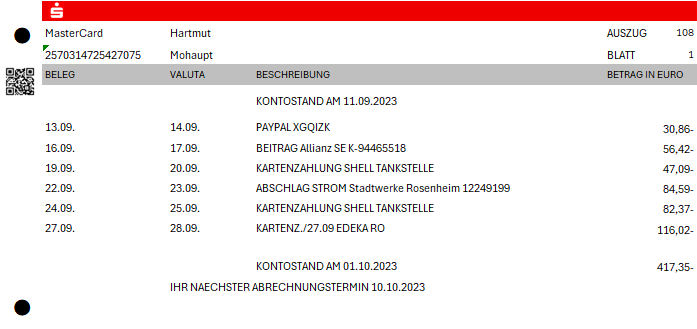 MasterCard Hartmut AUSZUG 108
2570314725427075 Mohaupt BLATT 1
BELEG VALUTA BESCHREIBUNG BETRAG IN EURO
KONTOSTAND AM 11.09.2023
13.09. 14.09. PAYPAL XGQIZK 30,86-
16.09. 17.09. BEITRAG Allianz SE K-94465518 56,42-
19.09. 20.09. KARTENZAHLUNG SHELL TANKSTELLE 47,09-
22.09. 23.09. ABSCHLAG STROM Stadtwerke Rosenheim 12249199 84,59-
24.09. 25.09. KARTENZAHLUNG SHELL TANKSTELLE 82,37-
27.09. 28.09. KARTENZ./27.09 EDEKA RO 116,02-
KONTOSTAND AM 01.10.2023 417,35-
IHR NAECHSTER ABRECHNUNGSTERMIN 10.10.2023